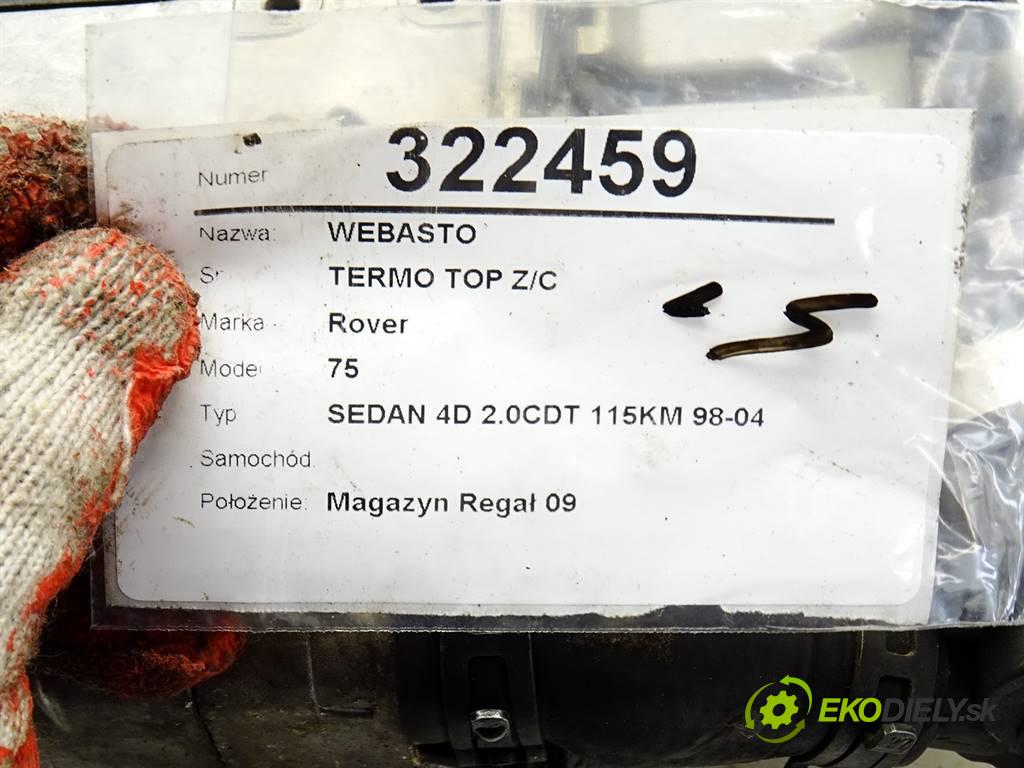 Numer 322459
Nazwa: WEBASTO
TERMO TOP Z/C
Marka Rover
Model 75
Typ SEDAN 4D 2.0CDT 115KM 98-04
Samochód
Położenie: Magazyn Regał 09
EKODIELY.sk